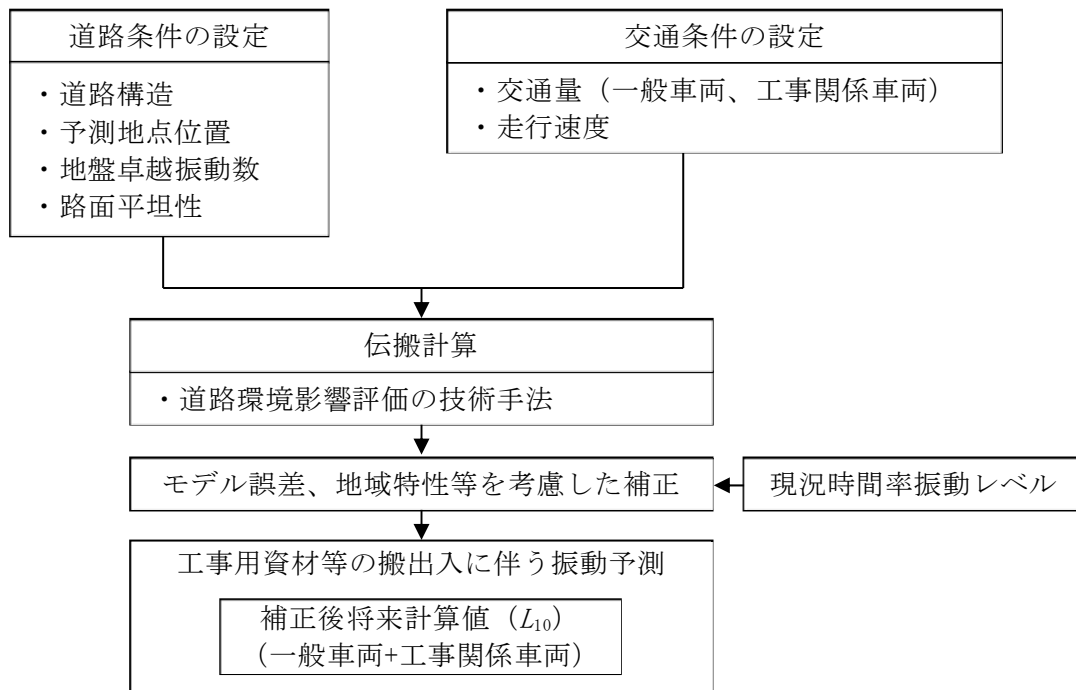 道路条件の設定
・道路構造
・予測地点位置
・地盤卓越振動数
・路面平坦性
交通条件の設定
・交通量（一般車両、工事関係車両）
・走行速度
伝搬計算
・道路環境影響評価の技術手法
モデル誤差、地域特性等を考慮した補正
現況時間率振動レベル
工事用資材等の搬出入に伴う振動予測
補正後将来計算値（L10）
（一般車両+工事関係車両）